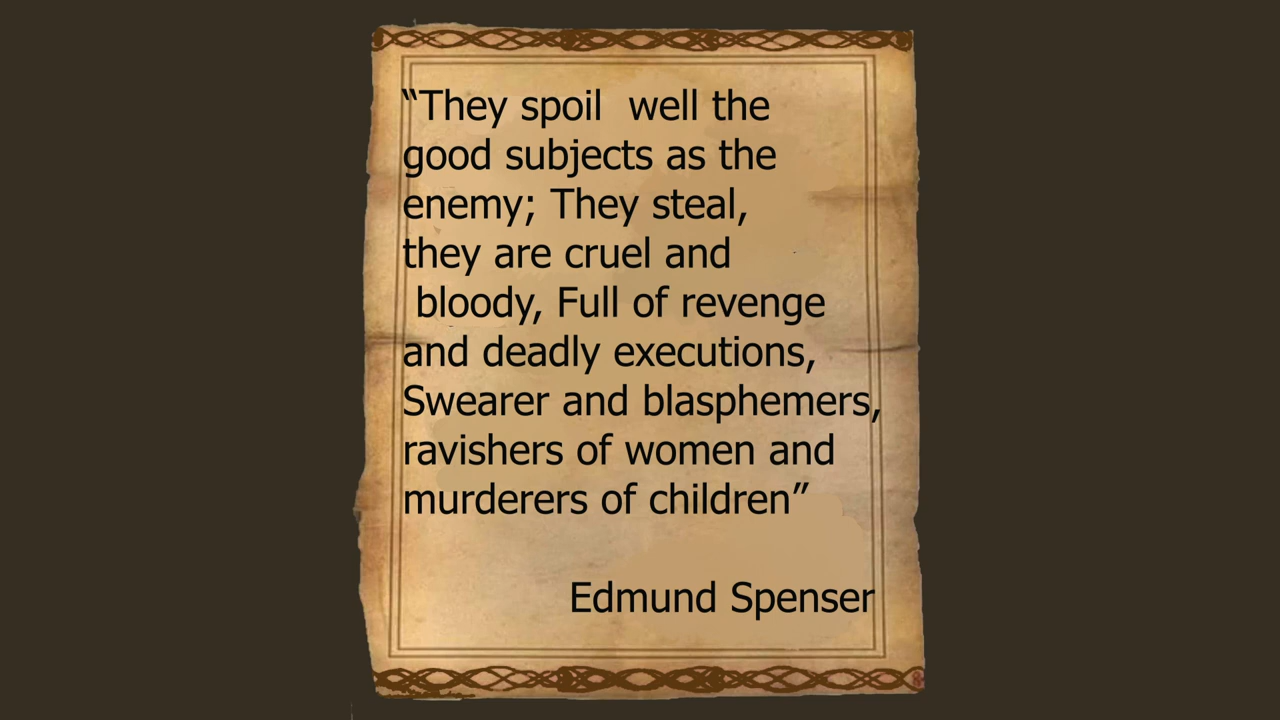 “They spoil  well the
good subjects as the
enemy; They steal,
they are cruel and
bloody, Full of revenge
and deadly executions,
Swearer and blasphemers,
ravishers of women and
murderers of children”
Edmund Spenser